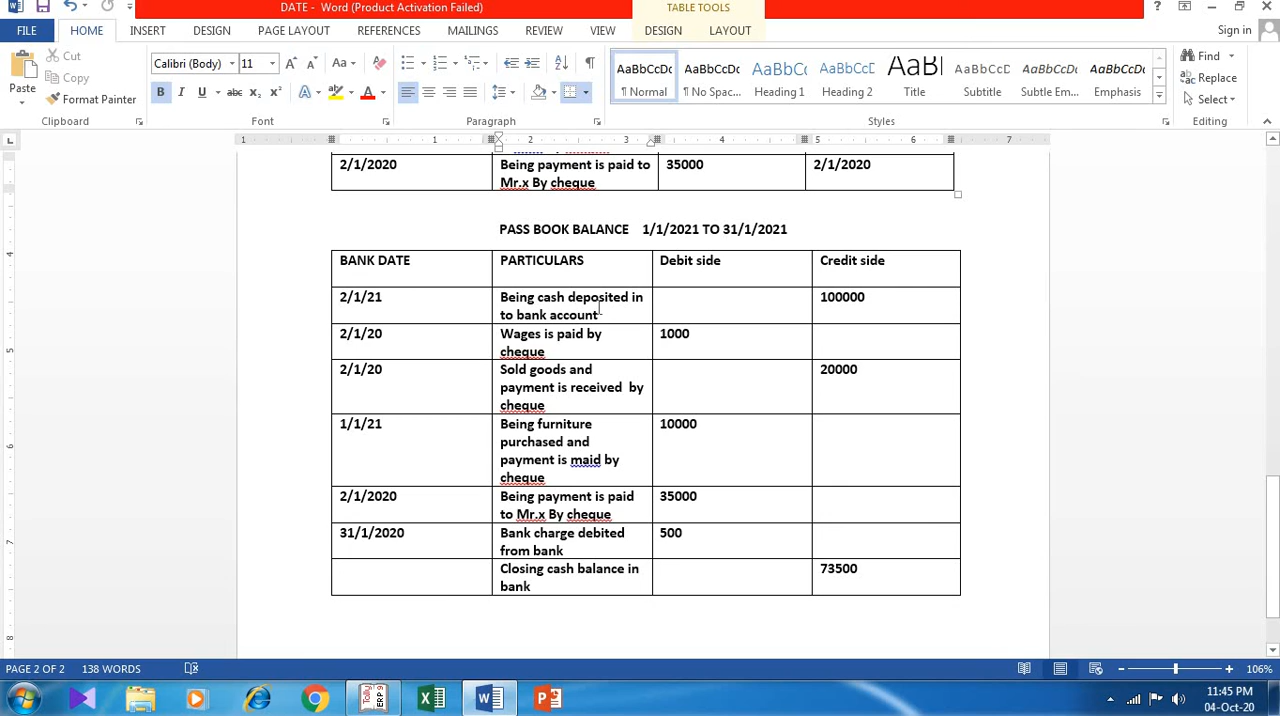 DATE - Word (Product Activation Failed)
TABLE TOOLS
FILE
HOME
INSERT
DESIGN
PAGE LAYOUT
REFERENCES
MAILINGS
REVIEW
VIEW
DESIGN
LAYOUT
Sign in
Paste
Cut
Copy
Format Painter
Calibri (Body)
11
AaBbCcDc
AaBbCcDc
AaBbCc
AaBbCcI
AaBl
AaBbCcD
AaBbCcDc
AaBbCcDc
¶ Normal
¶ No Spac...
Heading 1
Heading 2
Title
Subtitle
Subtle Em...
Emphasis
Find
Replace
Select
Clipboard
Font
Paragraph
Styles
Editing
2/1/2020
Being payment is paid to
Mr.x By cheque
35000
2/1/2020
PASS BOOK BALANCE 1/1/2021 TO 31/1/2021
BANK DATE
PARTICULARS
Debit side
Credit side
2/1/21
Being cash deposited in
to bank account
100000
2/1/20
Wages is paid by
cheque
1000
2/1/20
Sold goods and
payment is received by
cheque
20000
1/1/21
Being furniture
purchased and
payment is maid by
cheque
10000
2/1/2020
Being payment is paid
to Mr.x By cheque
35000
31/1/2020
Bank charge debited
from bank
500
Closing cash balance in
bank
73500
PAGE 2 OF 2
138 WORDS
106%
11:45 PM
04-Oct-20